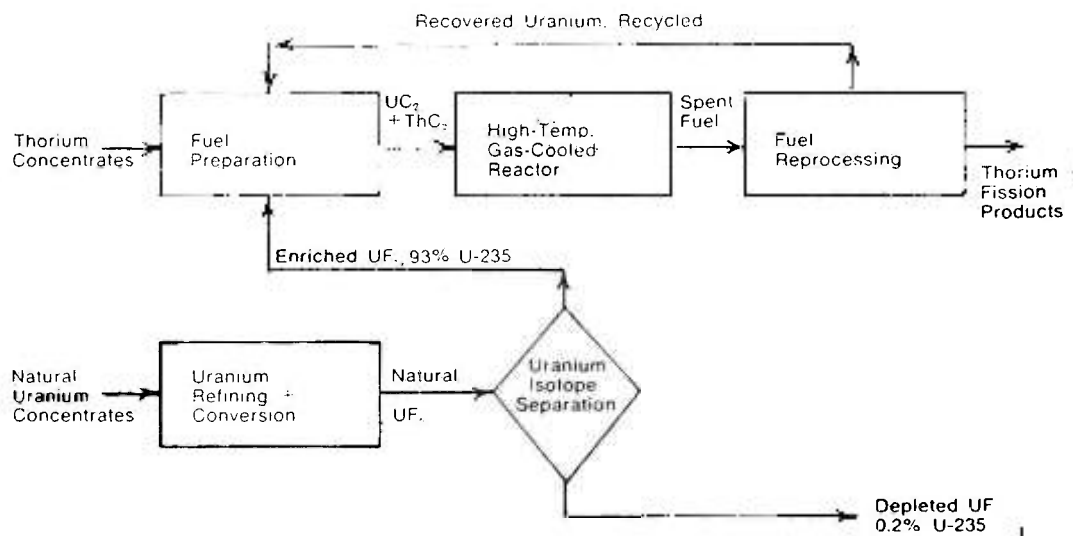 Recovered Uranium, Recycled
UC₂
+ ThC₂
Spent
Fuel
Thorium
Concentrates
Fuel
Preparation
High-Temp.
Gas-Cooled
Reactor
Fuel
Reprocessing
Thorium
Fission
Products
Enriched UF., 93% U-235
Natural
Uranium
Concentrates
Uranium
Refining +
Conversion
Natural
UF.
Uranium
Isotope
Separation
Depleted UF
0.2% U-235